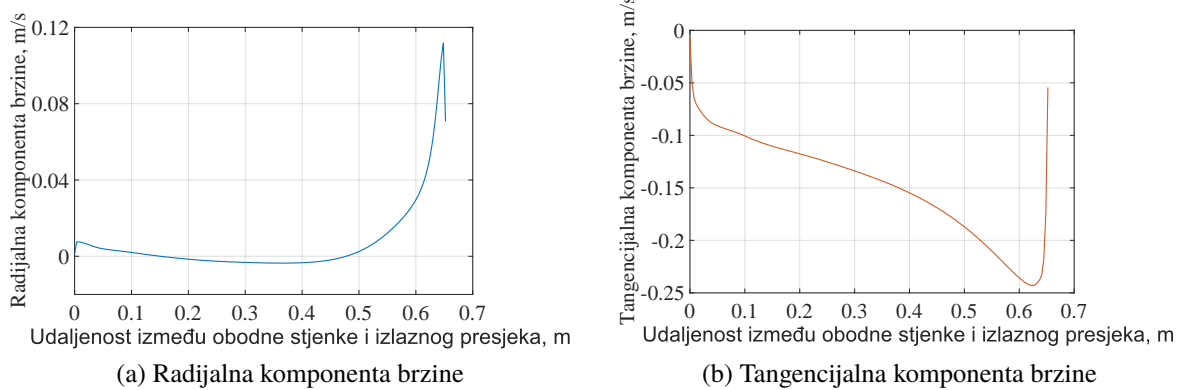 Radijalna komponenta brzine, m/s
0.12
0.08
0.04
0
0 0.1 0.2 0.3 0.4 0.5 0.6 0.7
Udaljenost između obodne stjenke i izlaznog presjeka, m
(a) Radijalna komponenta brzine
Tangencijalna komponenta brzine, m/s
0
-0.05
-0.1
-0.15
-0.2
-0.25
0 0.1 0.2 0.3 0.4 0.5 0.6 0.7
Udaljenost između obodne stjenke i izlaznog presjeka, m
(b) Tangencijalna komponenta brzine